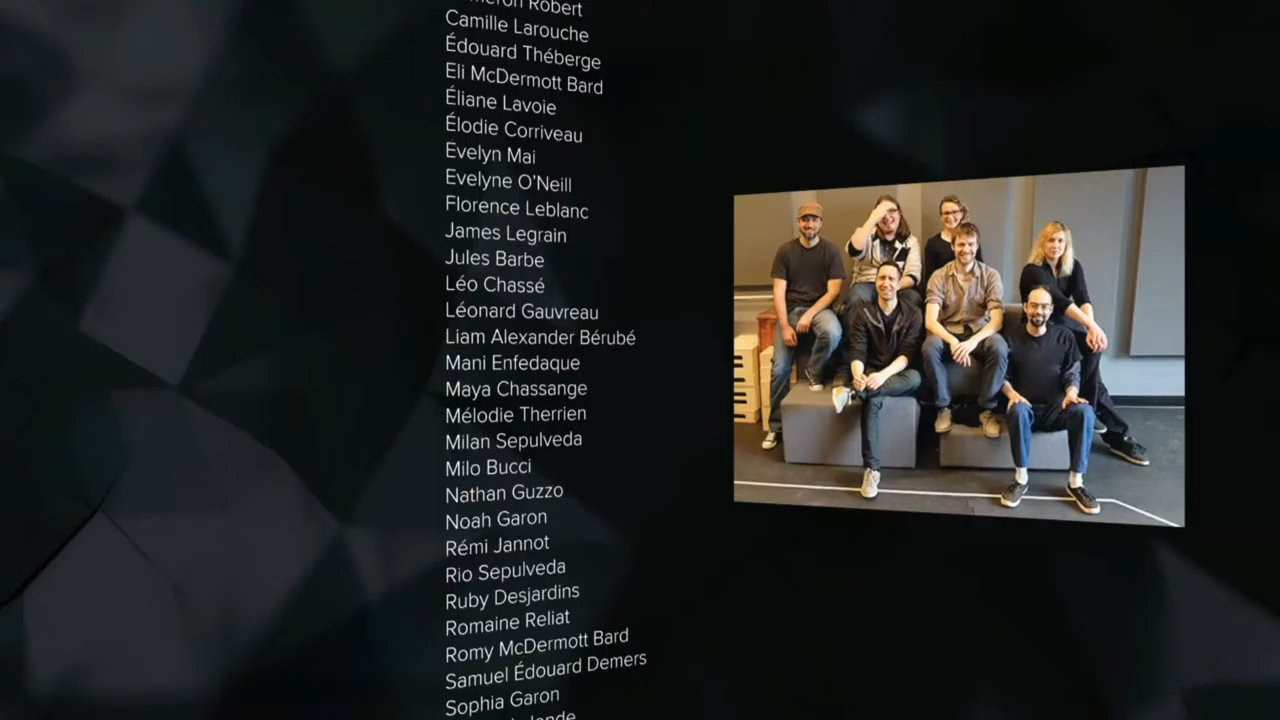 Robert
Camille Larouche
Édouard Théberge
Eli McDermott Bard
Éliane Lavoie
Élodie Corriveau
Evelyn Mai
Evelyne O’Neill
Florence Leblanc
James Legrain
Jules Barbe
Léo Chassé
Léonard Gauvreau
Liam Alexander Bérubé
Mani Enfedaque
Maya Chassange
Mélodie Therrien
Milan Sepulveda
Milo Bucci
Nathan Guzzo
Noah Garon
Rémi Jannot
Rio Sepulveda
Ruby Desjardins
Romaine Reliat
Romy McDermott Bard
Samuel Édouard Demers
Sophia Garon